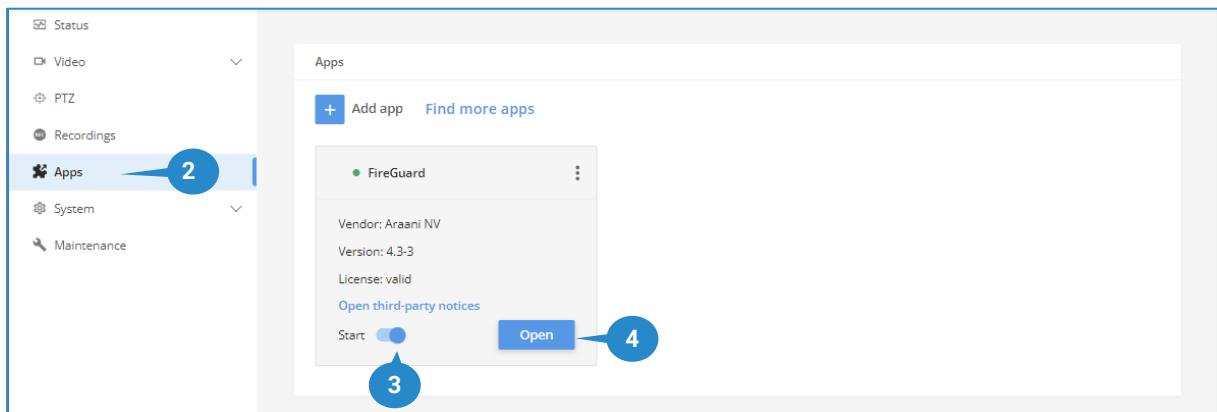 Status
Video
PTZ
Recordings
Apps
2
System
Maintenance
Apps
+ Add app Find more apps
FireGuard
Vendor: Araani NV
Version: 4.3-3
License: valid
Open third-party notices
Start Open
4
3